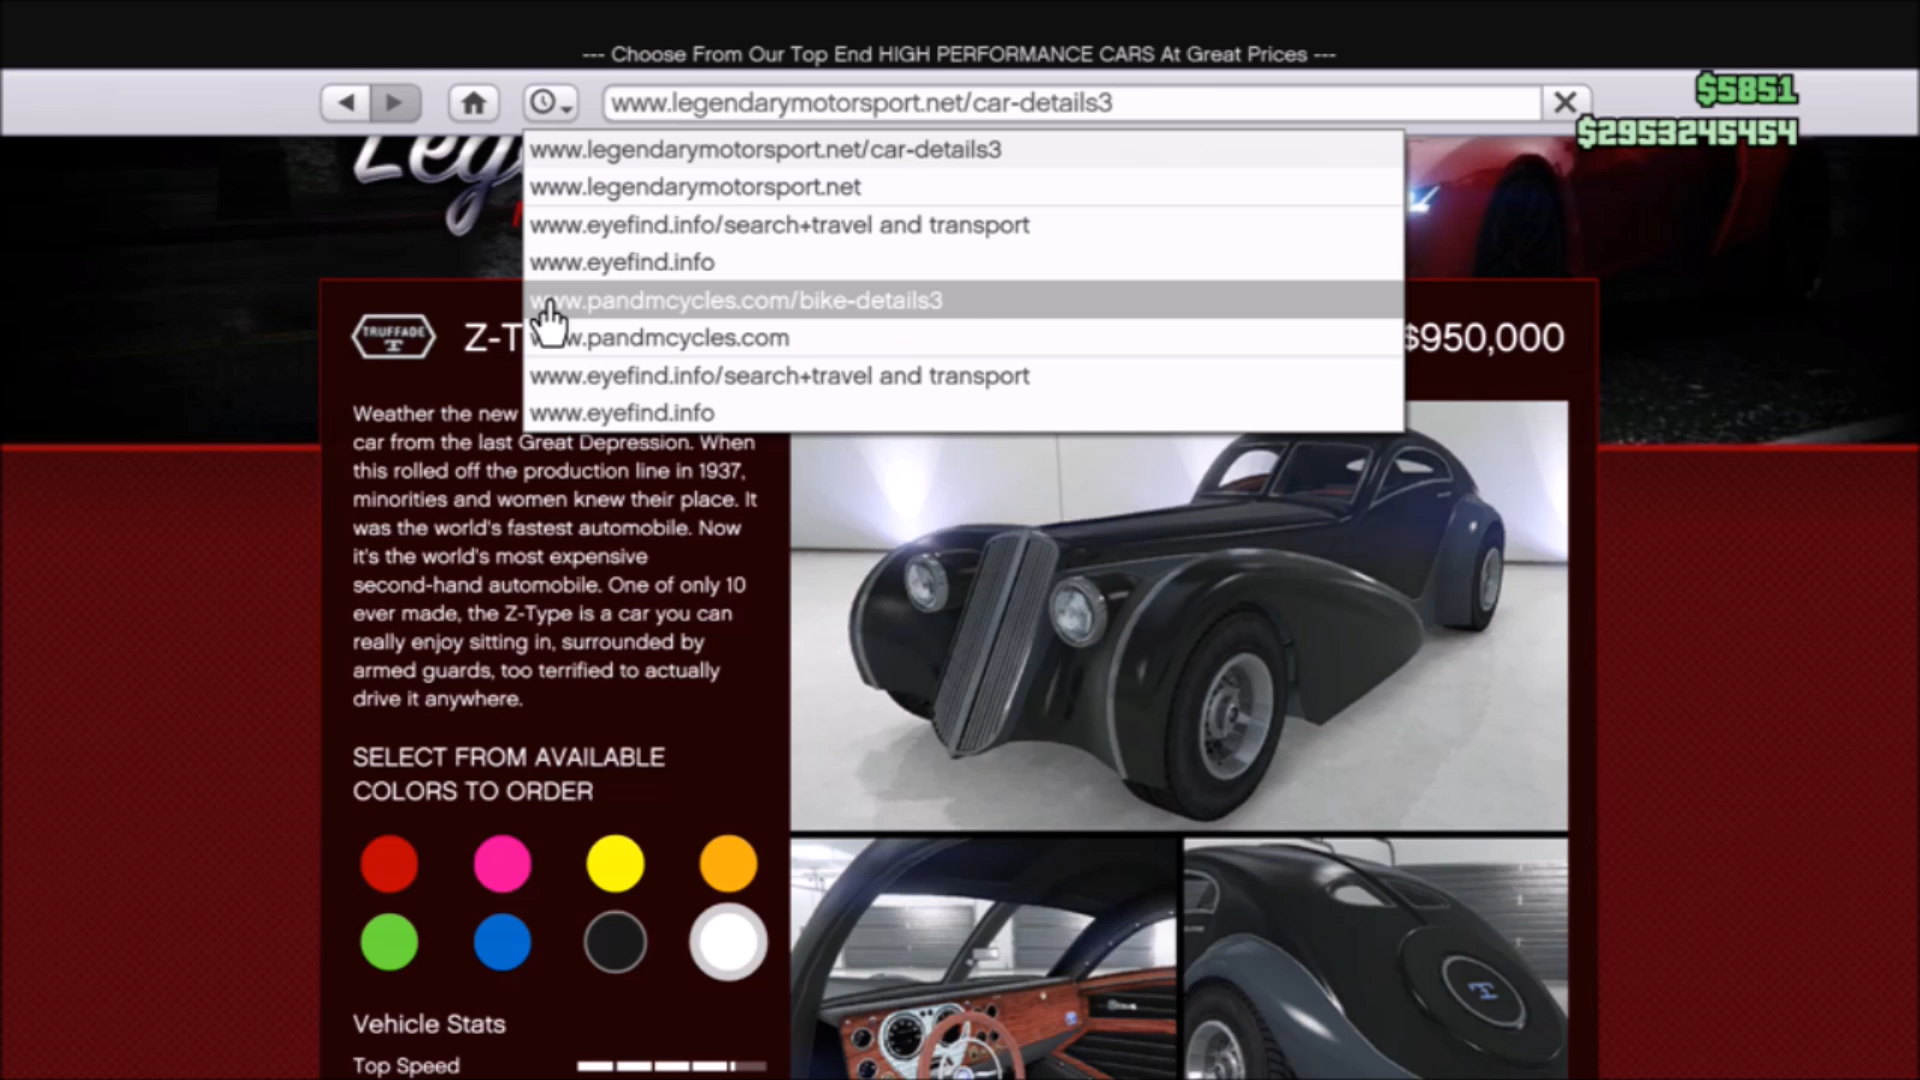 --- Choose From Our Top End HIGH PERFORMANCE CARS At Great Prices ---
www.legendarymotorsport.net/car-details3
$5851
$2953245454
www.legendarymotorsport.net/car-details3
www.legendarymotorsport.net
www.eyefind.info/search+travel and transport
www.eyefind.info
www.pandmcycles.com/bike-details3
www.pandmcycles.com
www.eyefind.info/search+travel and transport
www.eyefind.info
Leg
TRUFFADE
Z-T
$950,000
Weather the new
car from the last Great Depression. When
this rolled off the production line in 1937,
minorities and women knew their place. It
was the world's fastest automobile. Now
it's the world's most expensive
second-hand automobile. One of only 10
ever made, the Z-Type is a car you can
really enjoy sitting in, surrounded by
armed guards, too terrified to actually
drive it anywhere.
SELECT FROM AVAILABLE
COLORS TO ORDER
Vehicle Stats
Top Speed